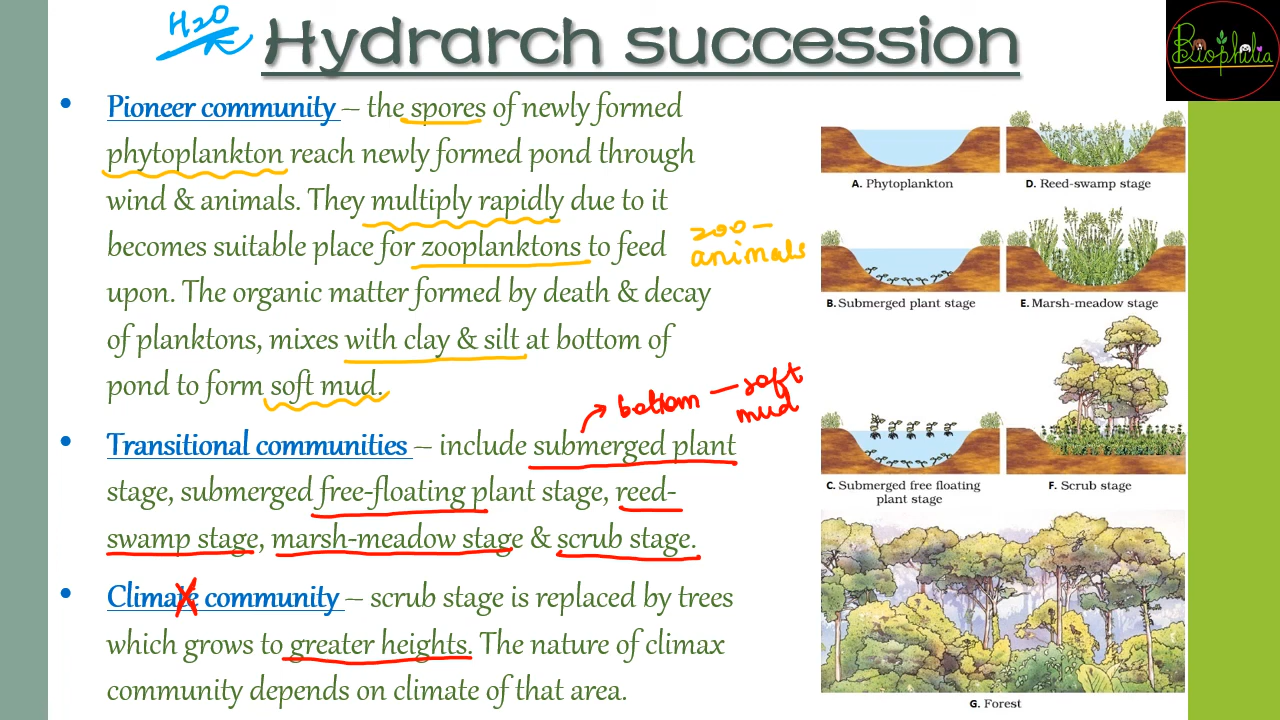 H2O
Hydrarch succession
Biophilia
Pioneer community – the spores of newly formed
phytoplankton reach newly formed pond through
wind & animals. They multiply rapidly due to it
becomes suitable place for zooplanktons to feed
upon. The organic matter formed by death & decay
of planktons, mixes with clay & silt at bottom of
pond to form soft mud.
zoo –
animals
bottom – soft
mud
Transitional communities – include submerged plant
stage, submerged free-floating plant stage, reed-
swamp stage, marsh-meadow stage & scrub stage.
Climax community – scrub stage is replaced by trees
which grows to greater heights. The nature of climax
community depends on climate of that area.
A. Phytoplankton
D. Reed-swamp stage
B. Submerged plant stage
E. Marsh-meadow stage
C. Submerged free floating
plant stage
F. Scrub stage
G. Forest